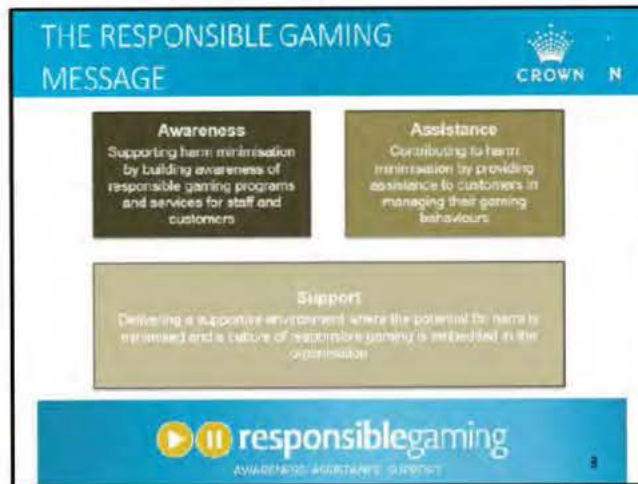 THE RESPONSIBLE GAMING
MESSAGE
CROWN N
Awareness
Supporting harm minimisation
by building awareness of
responsible gaming programs
and services for staff and
customers
Assistance
Contributing to harm
minimisation by providing
assistance to customers in
managing their gaming
behaviours
Support
Delivering a supportive environment where the potential for harm is
minimised and a culture of responsible gaming is embedded in the
organisation
responsiblegaming
AWARENESS ASSISTANCE SUPPORT